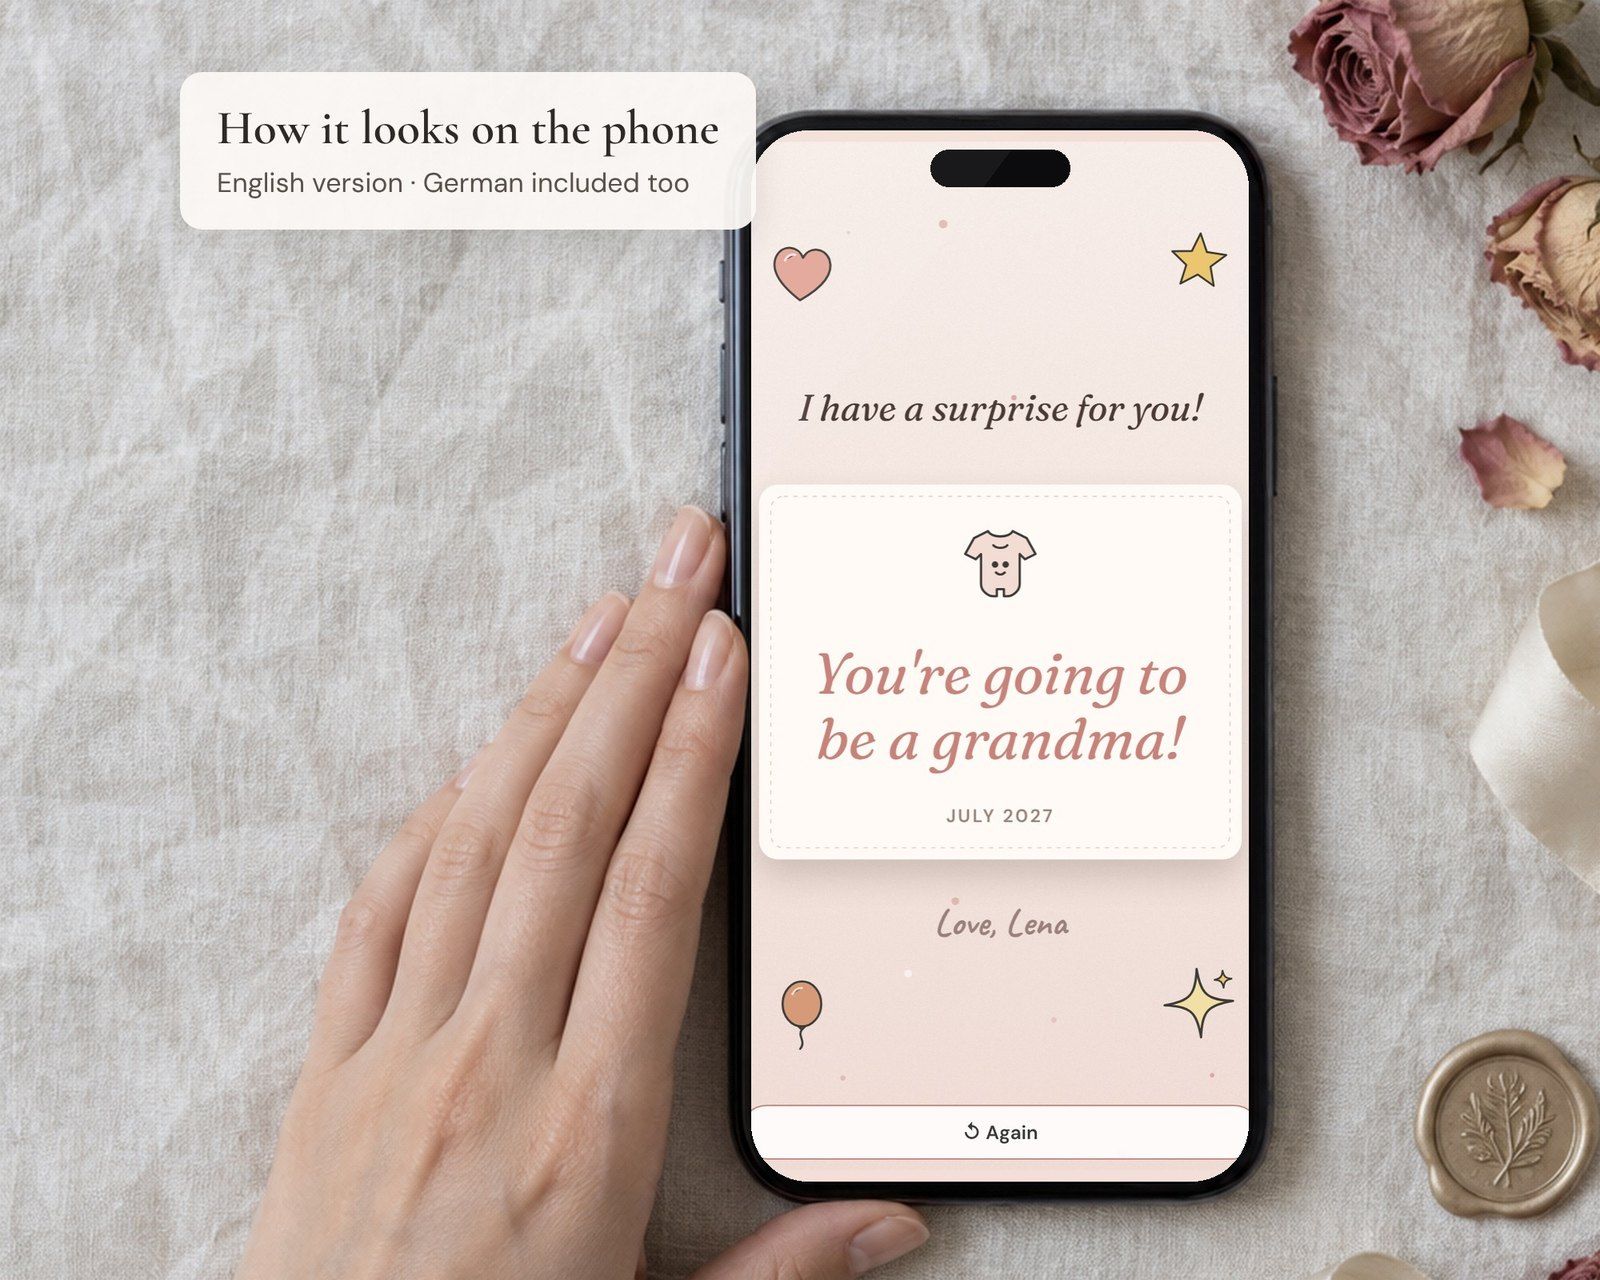 How it looks on the phone
English version · German included too
I have a surprise for you!
You're going to
be a grandma!
JULY 2027
Love, Lena
Again